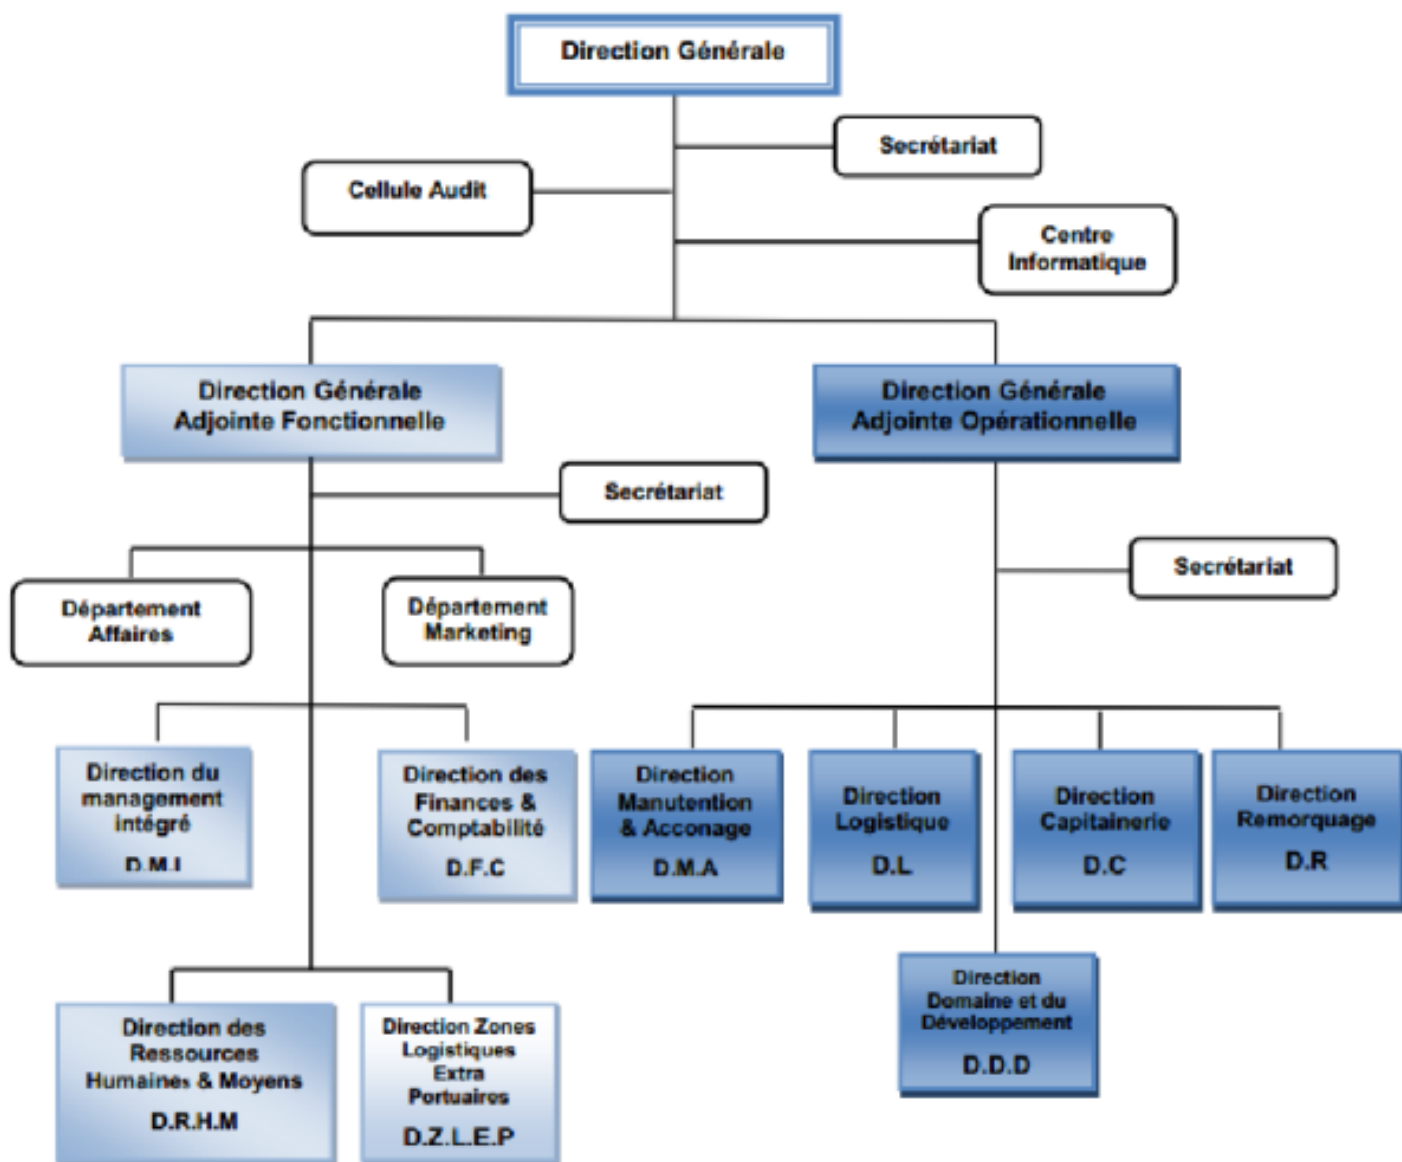 Direction Générale
Secrétariat
Cellule Audit
Centre
Informatique
Direction Générale
Adjointe Fonctionnelle
Direction Générale
Adjointe Opérationnelle
Secrétariat
Secrétariat
Département
Affaires
Département
Marketing
Direction du
management
intégré
D.M.I
Direction des
Finances &
Comptabilité
D.F.C
Direction
Manutention
& Acconage
D.M.A
Direction
Logistique
D.L
Direction
Capitainerie
D.C
Direction
Remorquage
D.R
Direction des
Ressources
Humaines & Moyens
D.R.H.M
Direction Zones
Logistiques
Extra
Portuaires
D.Z.L.E.P
Direction
Domaine et du
Développement
D.D.D